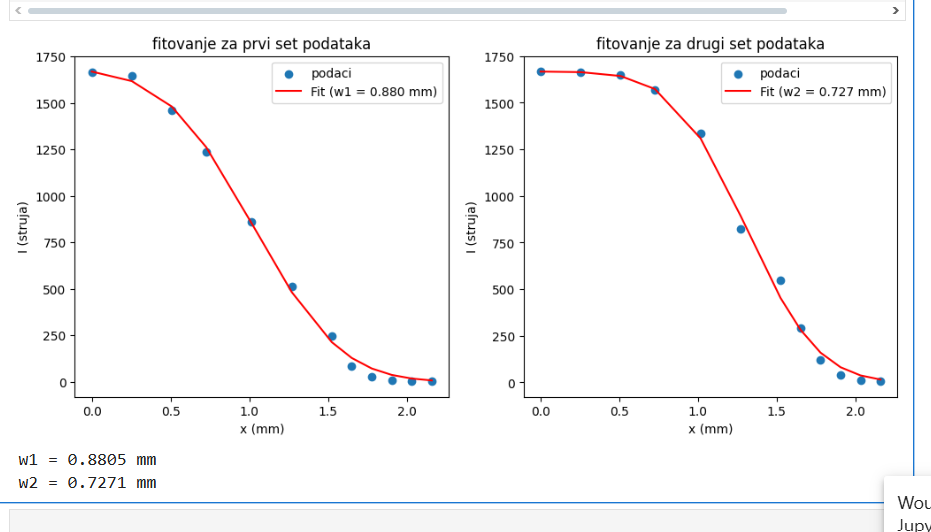 fitovanje za prvi set podataka
1750
1500
1250
1000
750
500
250
0
I (struja)
podaci
Fit (w1 = 0.880 mm)
0.0 0.5 1.0 1.5 2.0
x (mm)
fitovanje za drugi set podataka
1750
1500
1250
1000
750
500
250
0
I (struja)
podaci
Fit (w2 = 0.727 mm)
0.0 0.5 1.0 1.5 2.0
x (mm)
w1 = 0.8805 mm
w2 = 0.7271 mm